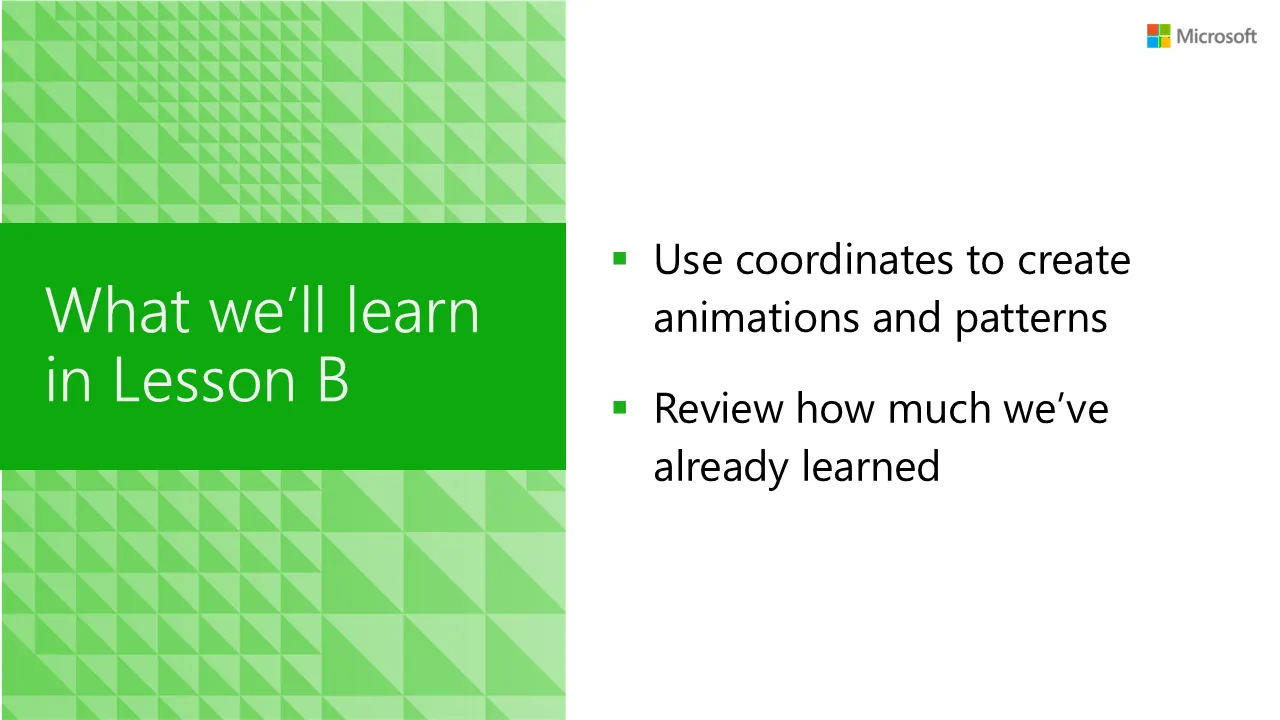 Microsoft
What we’ll learn
in Lesson B
▪ Use coordinates to create
animations and patterns
▪ Review how much we’ve
already learned